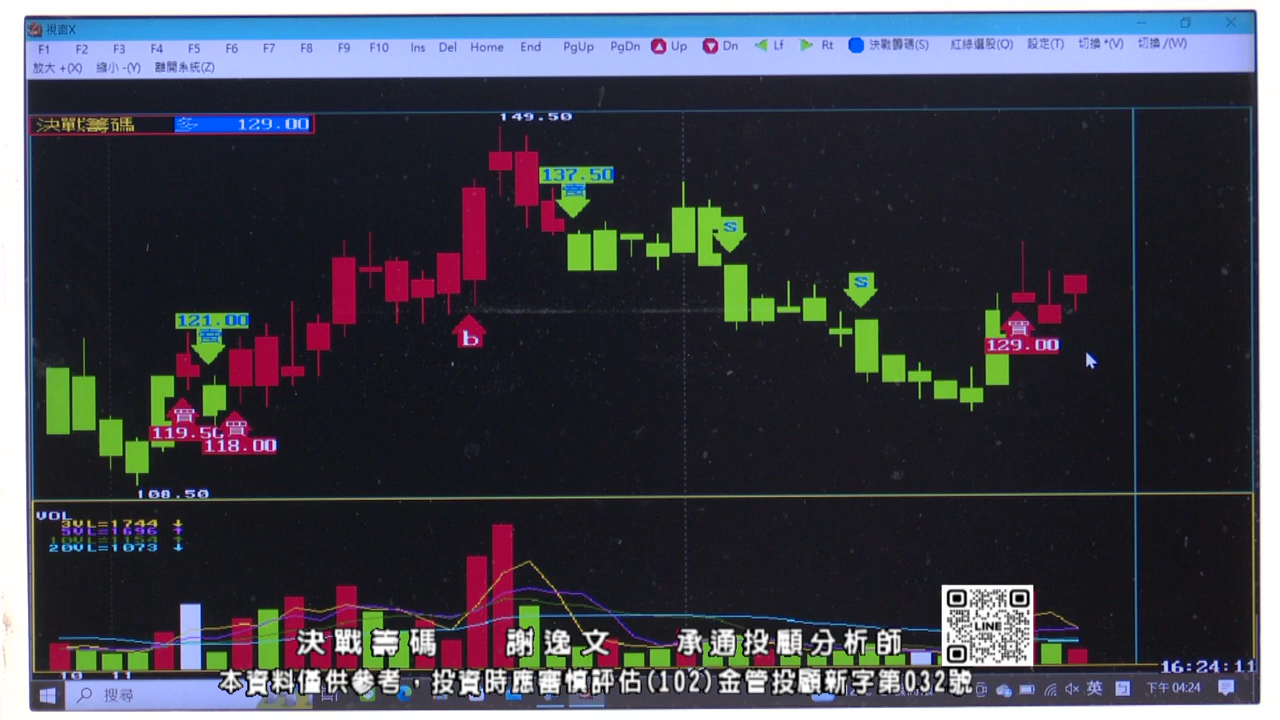 視窗X
F1 F2 F3 F4 F5 F6 F7 F8 F9 F10 Ins Del Home End PgUp PgDn Up Dn Lf Rt 決戰籌碼(S) 紅綠選股(Q) 設定(T) 切換 *(V) 切換 /(W)
放大 +(X) 縮小 -(Y) 離開系統(Z)
決戰籌碼 多 129.00
149.50
137.50
S
S
121.00
b
買
129.00
買
119.50
買
118.00
108.50
VOL
3VL=1744 ↓
5VL=1696 ↑
10VL=1154 ↑
20VL=1073 ↓
LINE
決戰籌碼 謝逸文 承通投顧分析師
10 11
16:24:11
本資料僅供參考，投資時應審慎評估(102)金管投顧新字第032號
搜尋
英
下午 04:24